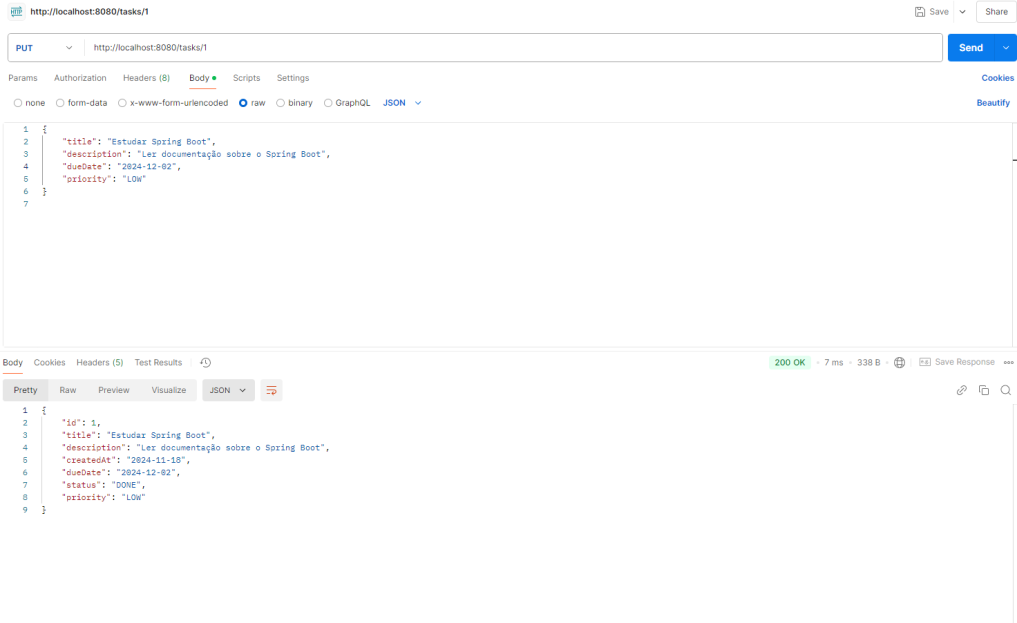 HTTP http://localhost:8080/tasks/1 Save Share
PUT http://localhost:8080/tasks/1 Send
Params Authorization Headers (8) Body Scripts Settings Cookies
none form-data x-www-form-urlencoded raw binary GraphQL JSON Beautify
1 {
2 "title": "Estudar Spring Boot",
3 "description": "Ler documentação sobre o Spring Boot",
4 "dueDate": "2024-12-02",
5 "priority": "LOW"
6 }
7
Body Cookies Headers (5) Test Results 200 OK 7 ms 338 B Save Response
Pretty Raw Preview Visualize JSON
1 {
2 "id": 1,
3 "title": "Estudar Spring Boot",
4 "description": "Ler documentação sobre o Spring Boot",
5 "createdAt": "2024-11-18",
6 "dueDate": "2024-12-02",
7 "status": "DONE",
8 "priority": "LOW"
9 }